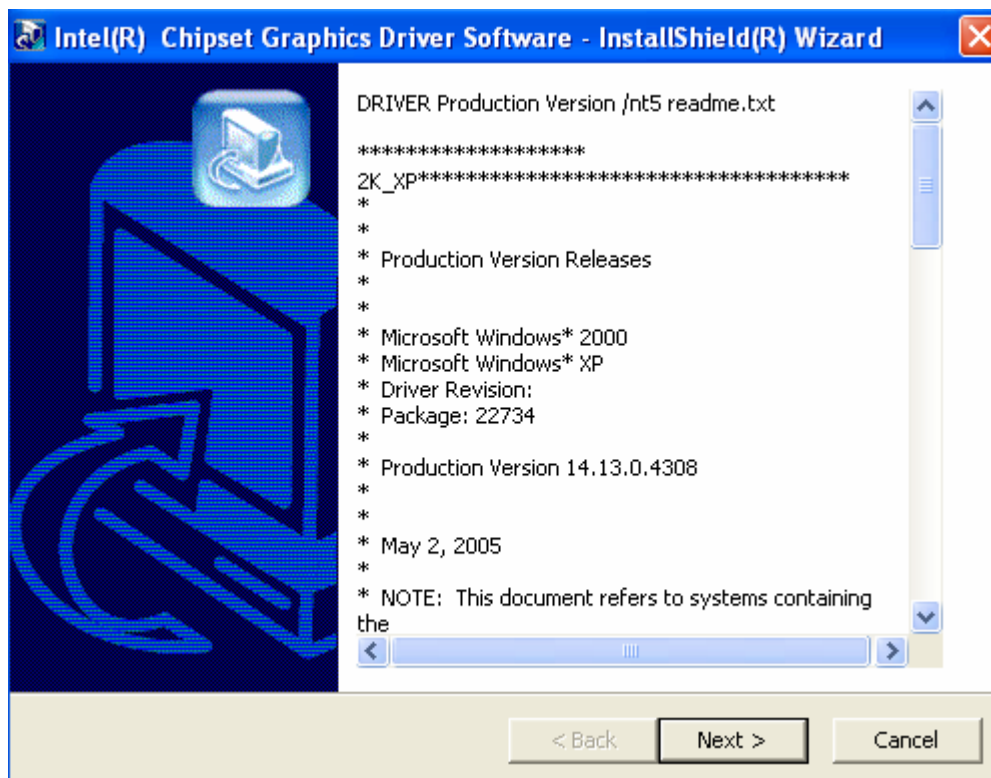 Intel(R) Chipset Graphics Driver Software - InstallShield(R) Wizard
DRIVER Production Version /nt5 readme.txt
*******************
2K_XP************************************
*
*
* Production Version Releases
*
*
* Microsoft Windows* 2000
* Microsoft Windows* XP
* Driver Revision:
* Package: 22734
*
* Production Version 14.13.0.4308
*
*
* May 2, 2005
*
* NOTE: This document refers to systems containing
the
< Back
Next >
Cancel